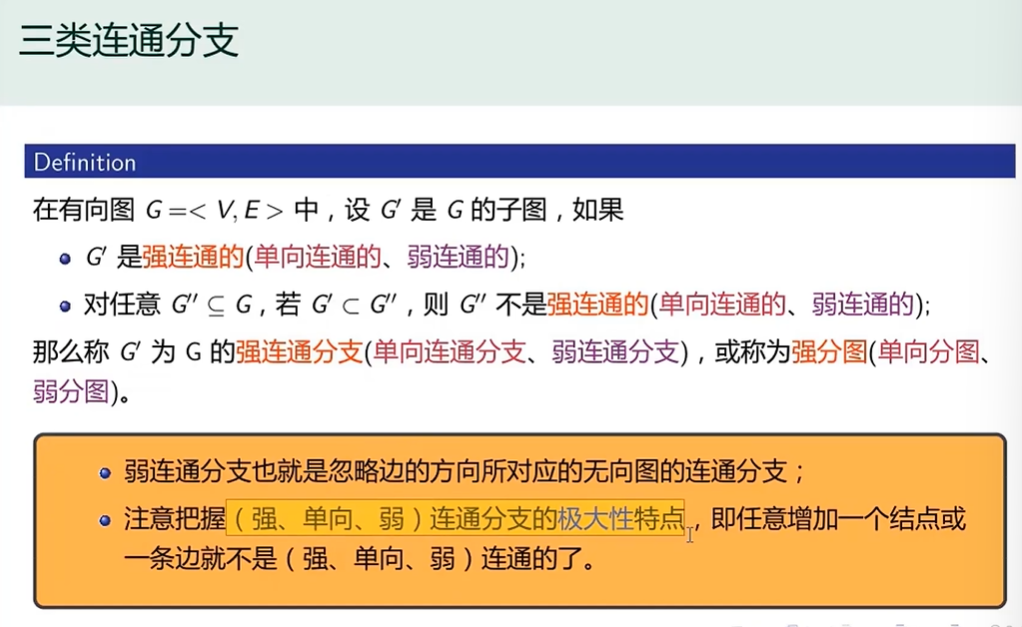 三类连通分支
Definition
在有向图 G =< V, E > 中，设 G′ 是 G 的子图，如果
G′ 是强连通的(单向连通的、弱连通的);
对任意 G″ ⊆ G，若 G′ ⊂ G″，则 G″ 不是强连通的(单向连通的、弱连通的);
那么称 G′ 为 G 的强连通分支(单向连通分支、弱连通分支)，或称为强分图(单向分图、
弱分图)。
弱连通分支也就是忽略边的方向所对应的无向图的连通分支；
注意把握（强、单向、弱）连通分支的极大性特点，即任意增加一个结点或
一条边就不是（强、单向、弱）连通的了。